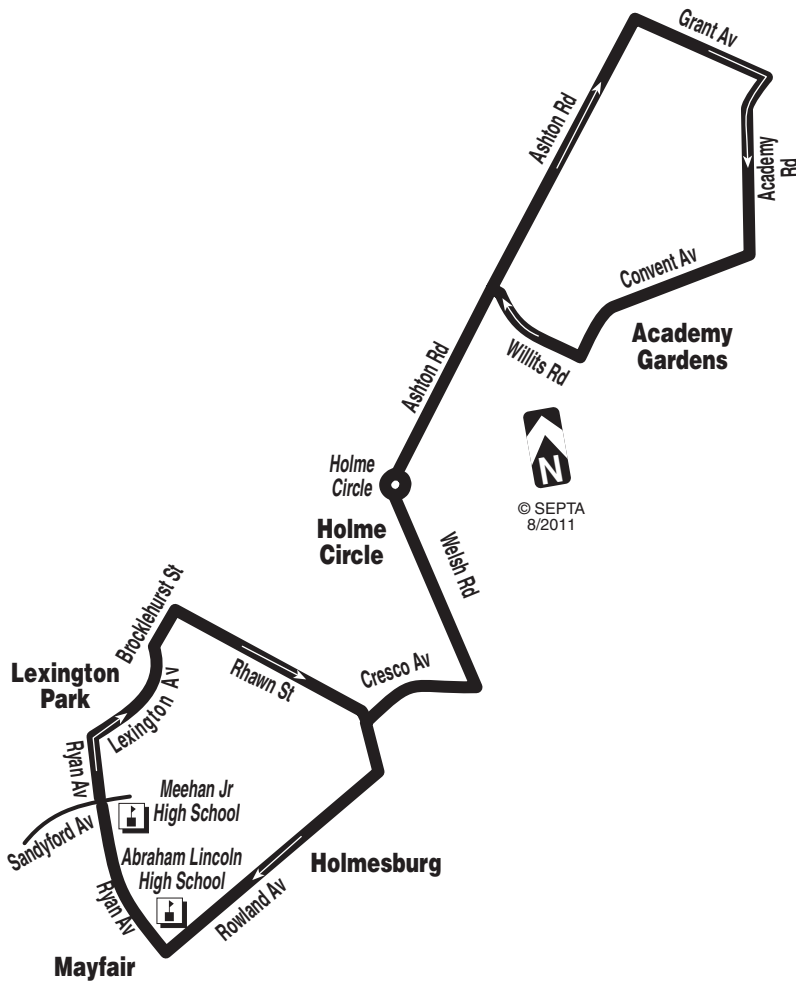 Grant Av
Ashton Rd
Academy
Rd
Convent Av
Academy
Gardens
Willits Rd
Ashton Rd
N
© SEPTA
8/2011
Holme
Circle
Holme
Circle
Welsh Rd
Brocklehurst St
Cresco Av
Rhawn St
Lexington
Park
Lexington Av
Ryan Av
Meehan Jr
High School
Sandyford Av
Abraham Lincoln
High School
Holmesburg
Rowland Av
Ryan Av
Mayfair